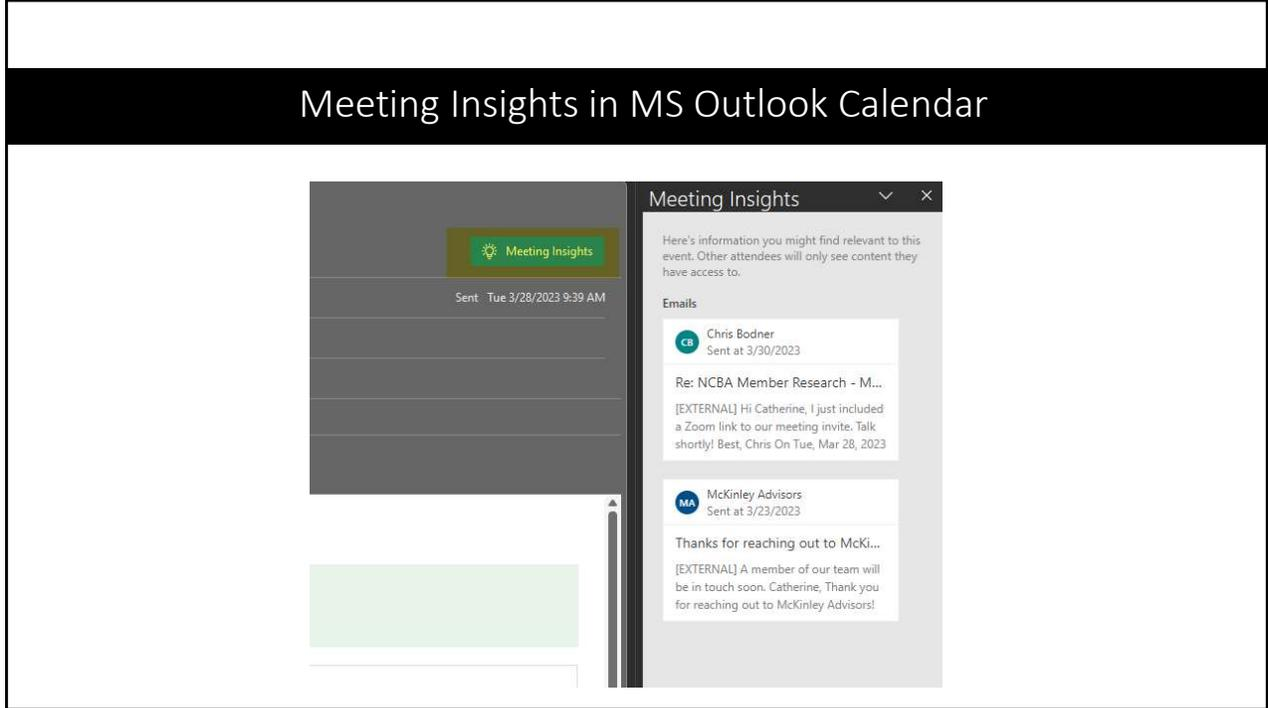 Meeting Insights in MS Outlook Calendar
Meeting Insights
Sent Tue 3/28/2023 9:39 AM
Meeting Insights
Here's information you might find relevant to this
event. Other attendees will only see content they
have access to.
Emails
CB
Chris Bodner
Sent at 3/30/2023
Re: NCBA Member Research - M...
[EXTERNAL] Hi Catherine, I just included
a Zoom link to our meeting invite. Talk
shortly! Best, Chris On Tue, Mar 28, 2023
MA
McKinley Advisors
Sent at 3/23/2023
Thanks for reaching out to McKi...
[EXTERNAL] A member of our team will
be in touch soon. Catherine, Thank you
for reaching out to McKinley Advisors!